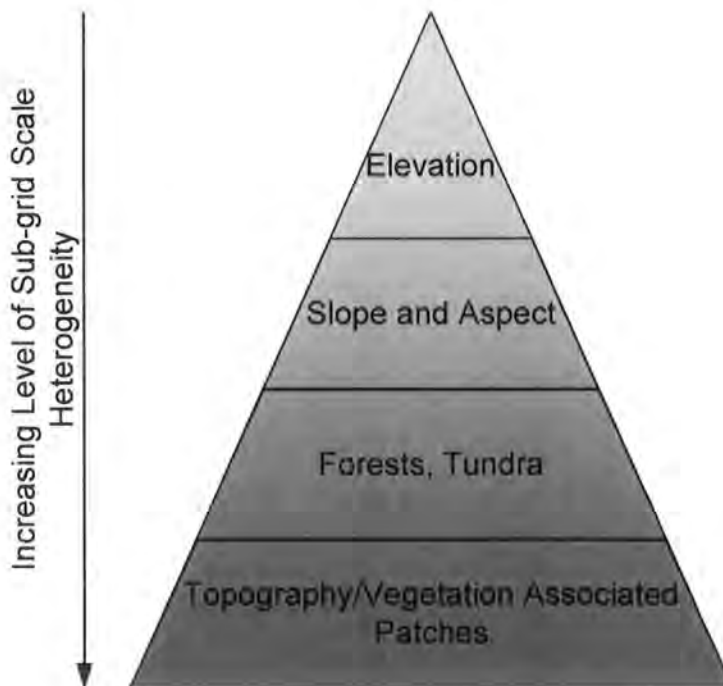 Increasing Level of Sub-grid Scale
Heterogeneity
Elevation
Slope and Aspect
Forests, Tundra
Topography/Vegetation Associated
Patches